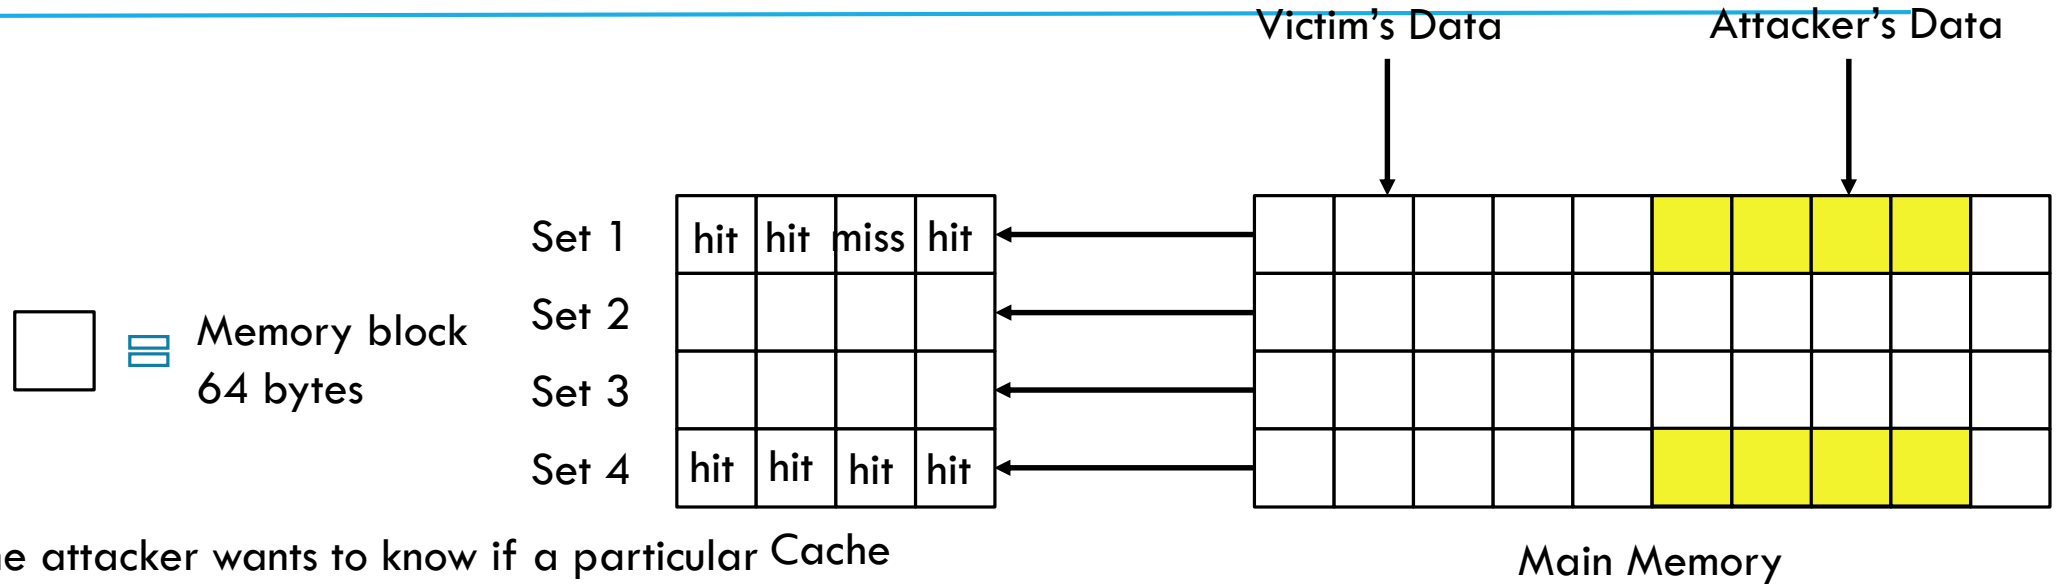 Victim's Data
Attacker's Data
Set 1
hit hit miss hit
Set 2
Memory block
64 bytes
Set 3
Set 4
hit hit hit hit
attacker wants to know if a particular
Cache
Main Memory